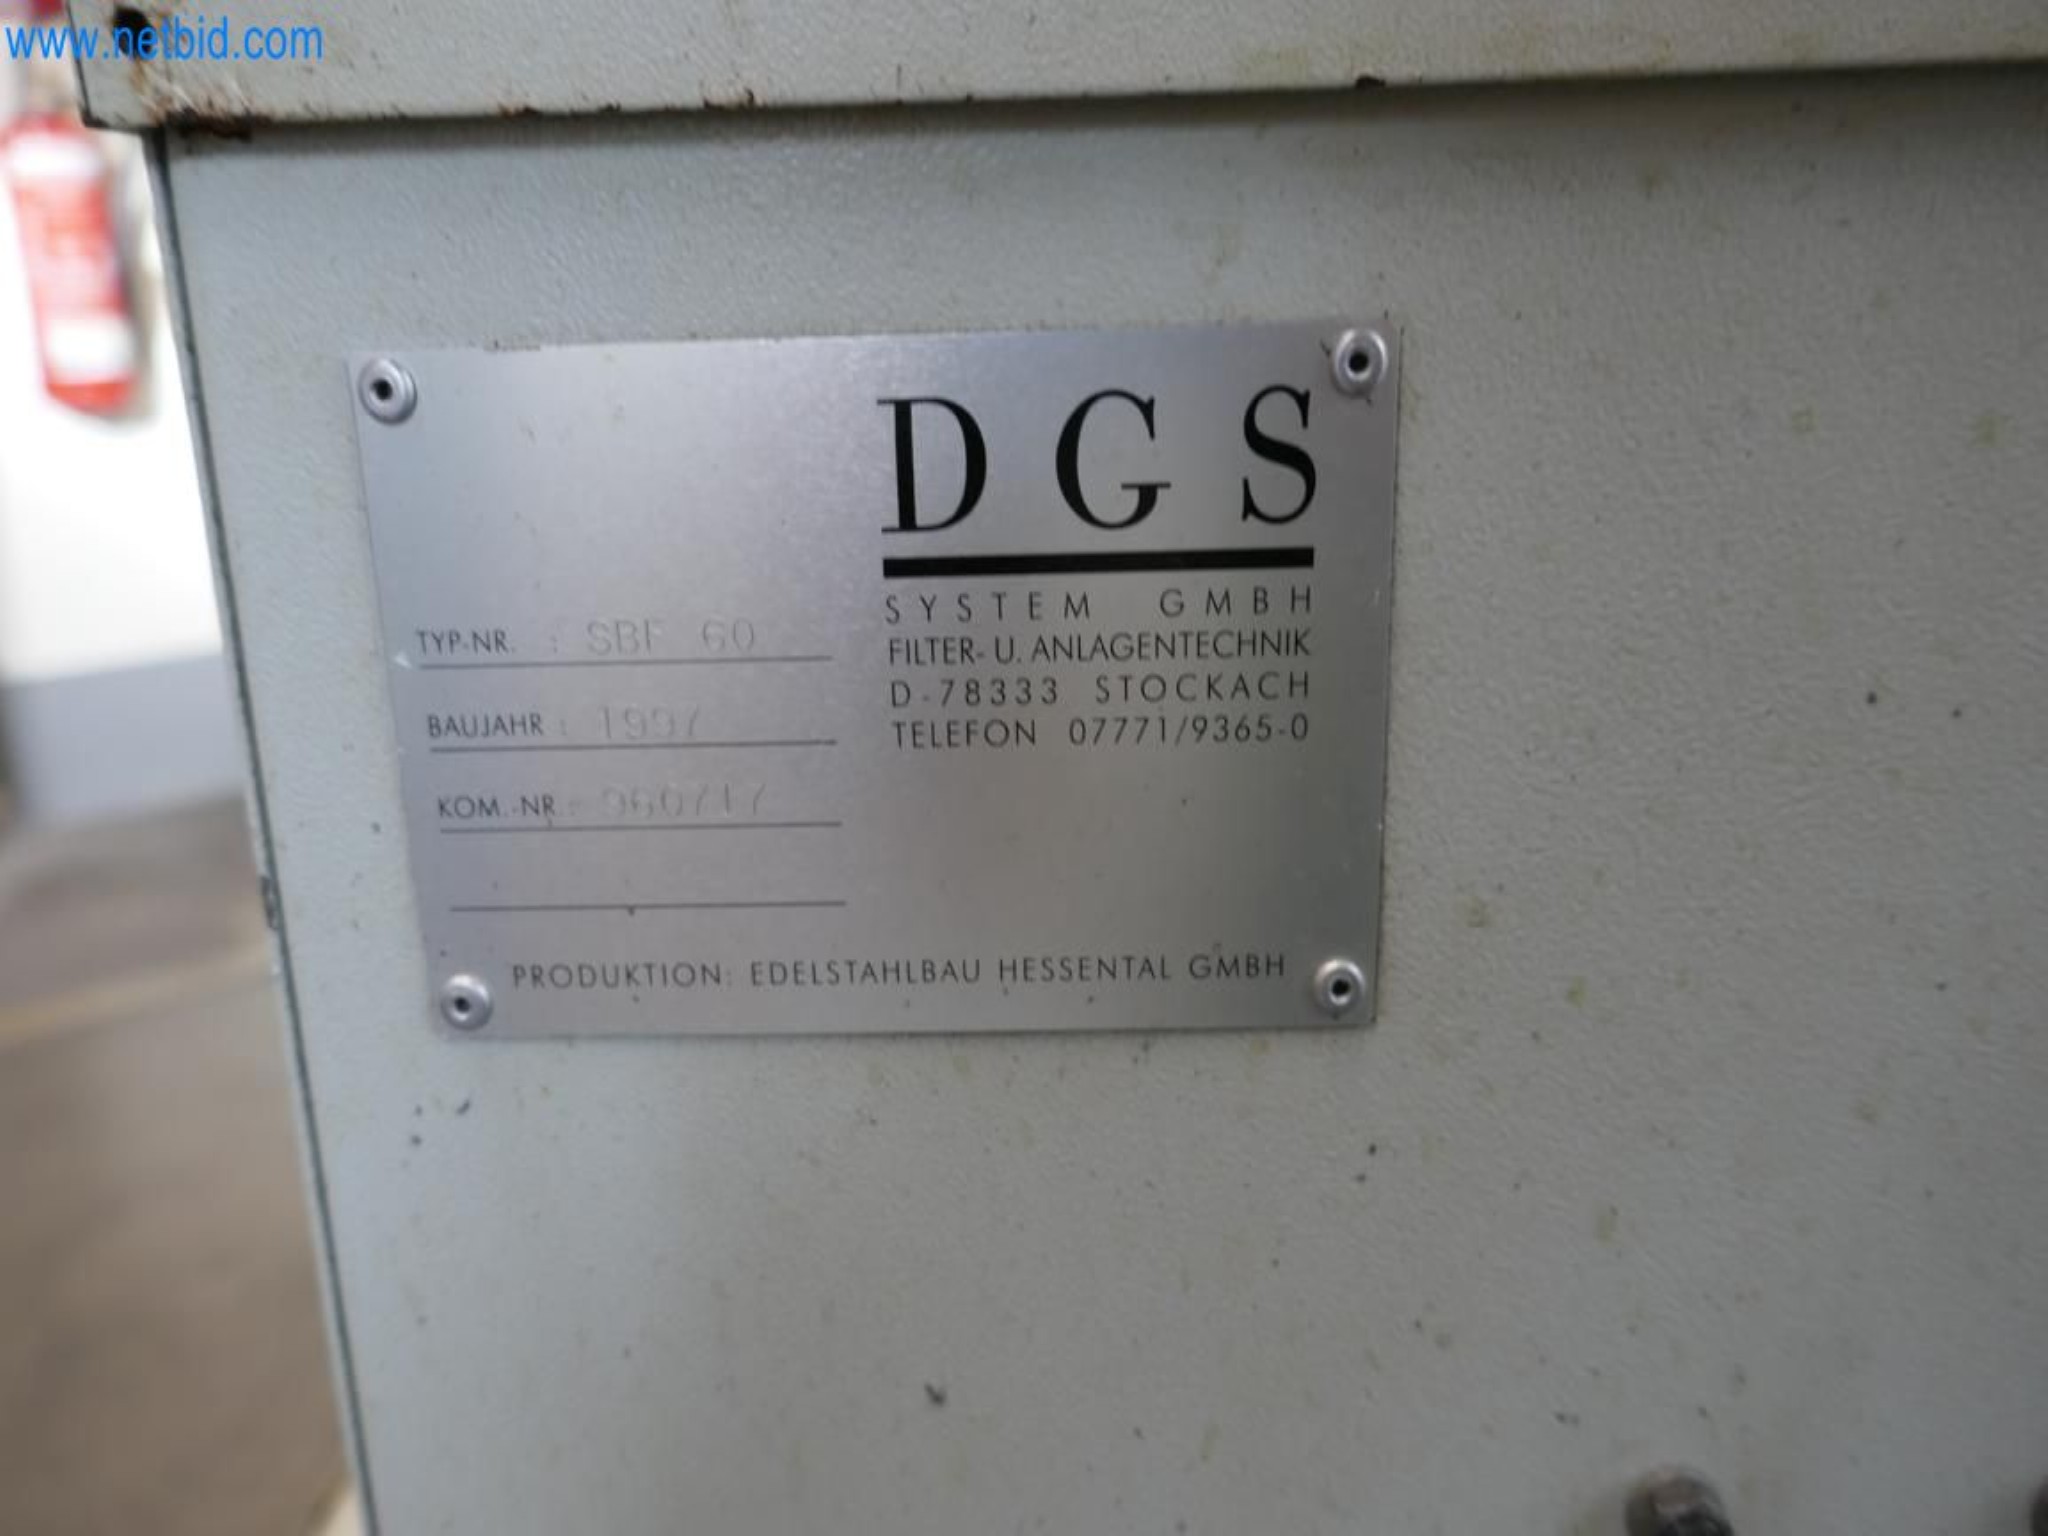 www.netbid.com
DGS
SYSTEM GMBH
FILTER- U. ANLAGENTECHNIK
D-78333 STOCKACH
TELEFON 07771/9365-0
TYP-NR. : SBF 60
BAUJAHR : 1997
KOM.-NR.: 960717
PRODUKTION: EDELSTAHLBAU HESSENTAL GMBH